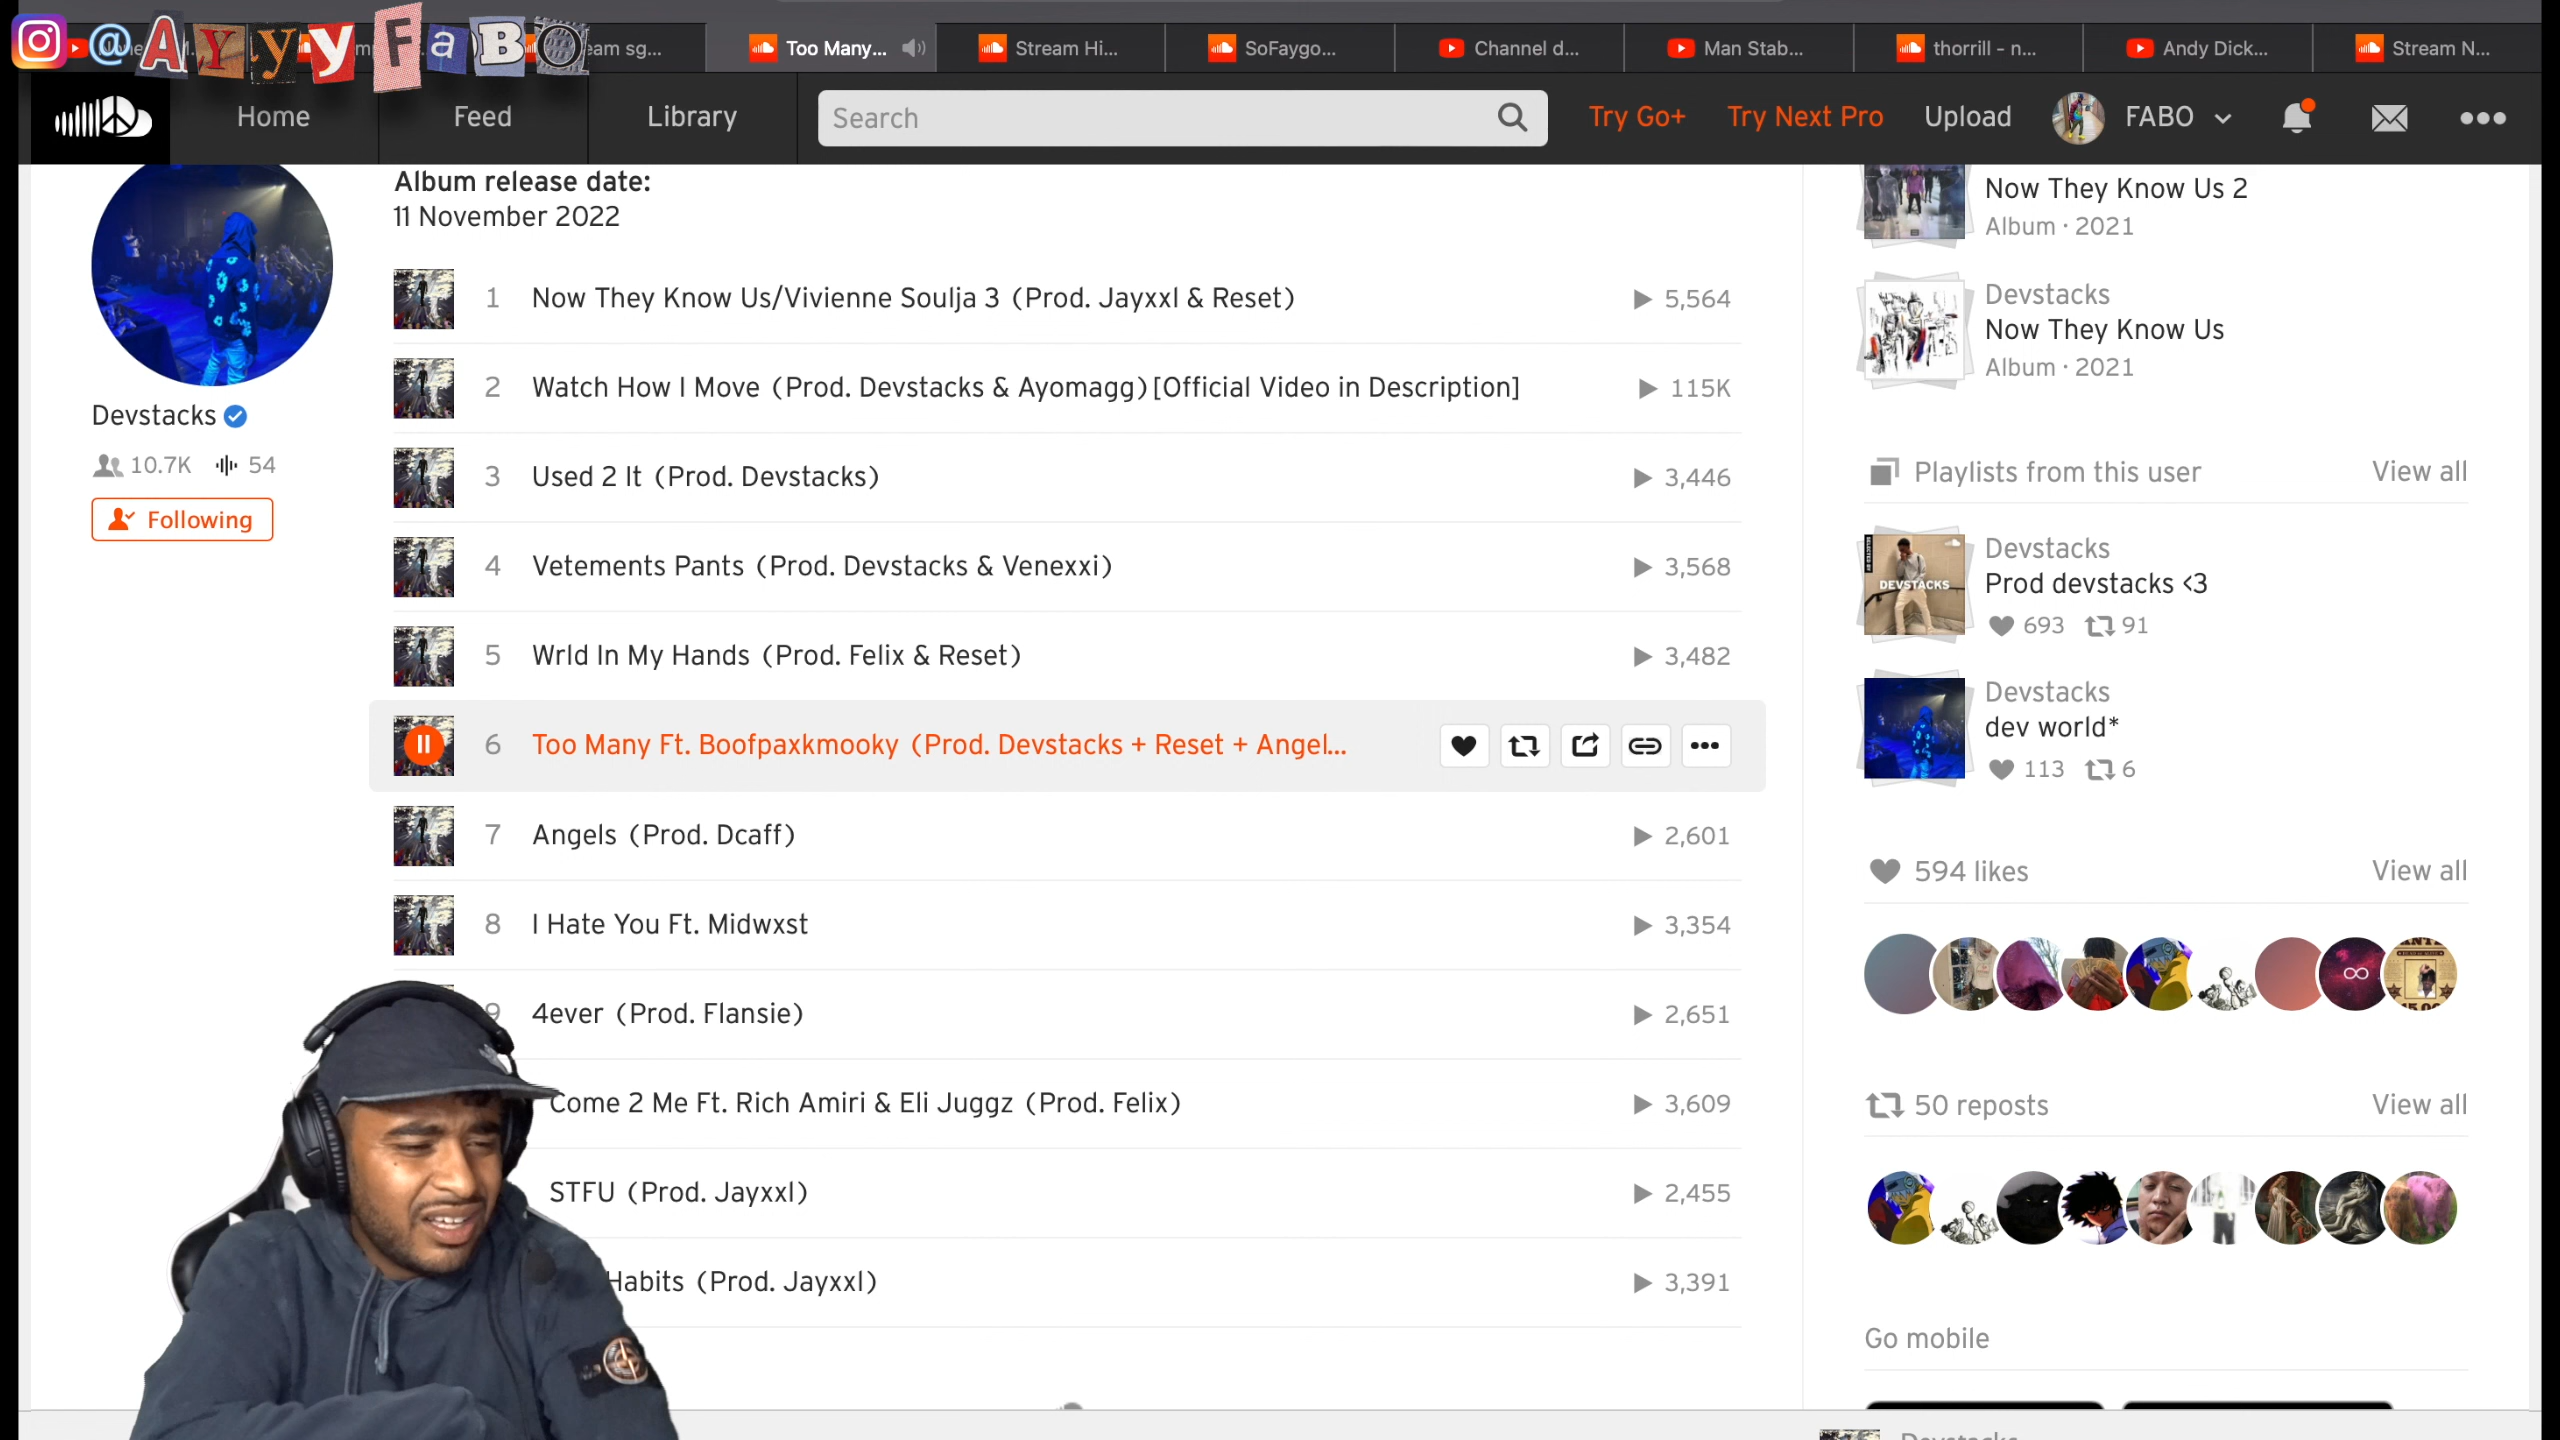 @AyyyFaBO
eam sg...
Too Many...
Stream Hi...
SoFaygo...
Channel d...
Man Stab...
thorrill - n...
Andy Dick...
Stream N...
Home
Feed
Library
Search
Try Go+
Try Next Pro
Upload
FABO
Album release date:
11 November 2022
Devstacks
10.7K
54
Following
1 Now They Know Us/Vivienne Soulja 3 (Prod. Jayxxl & Reset) 5,564
2 Watch How I Move (Prod. Devstacks & Ayomagg)[Official Video in Description] 115K
3 Used 2 It (Prod. Devstacks) 3,446
4 Vetements Pants (Prod. Devstacks & Venexxi) 3,568
5 Wrld In My Hands (Prod. Felix & Reset) 3,482
6 Too Many Ft. Boofpaxkmooky (Prod. Devstacks + Reset + Angel...
7 Angels (Prod. Dcaff) 2,601
8 I Hate You Ft. Midwxst 3,354
9 4ever (Prod. Flansie) 2,651
Come 2 Me Ft. Rich Amiri & Eli Juggz (Prod. Felix) 3,609
STFU (Prod. Jayxxl) 2,455
Habits (Prod. Jayxxl) 3,391
Now They Know Us 2
Album · 2021
Devstacks
Now They Know Us
Album · 2021
Playlists from this user
View all
DEVSTACKS
Devstacks
Prod devstacks <3
693 91
Devstacks
dev world*
113 6
594 likes
View all
50 reposts
View all
Go mobile
Devstacks